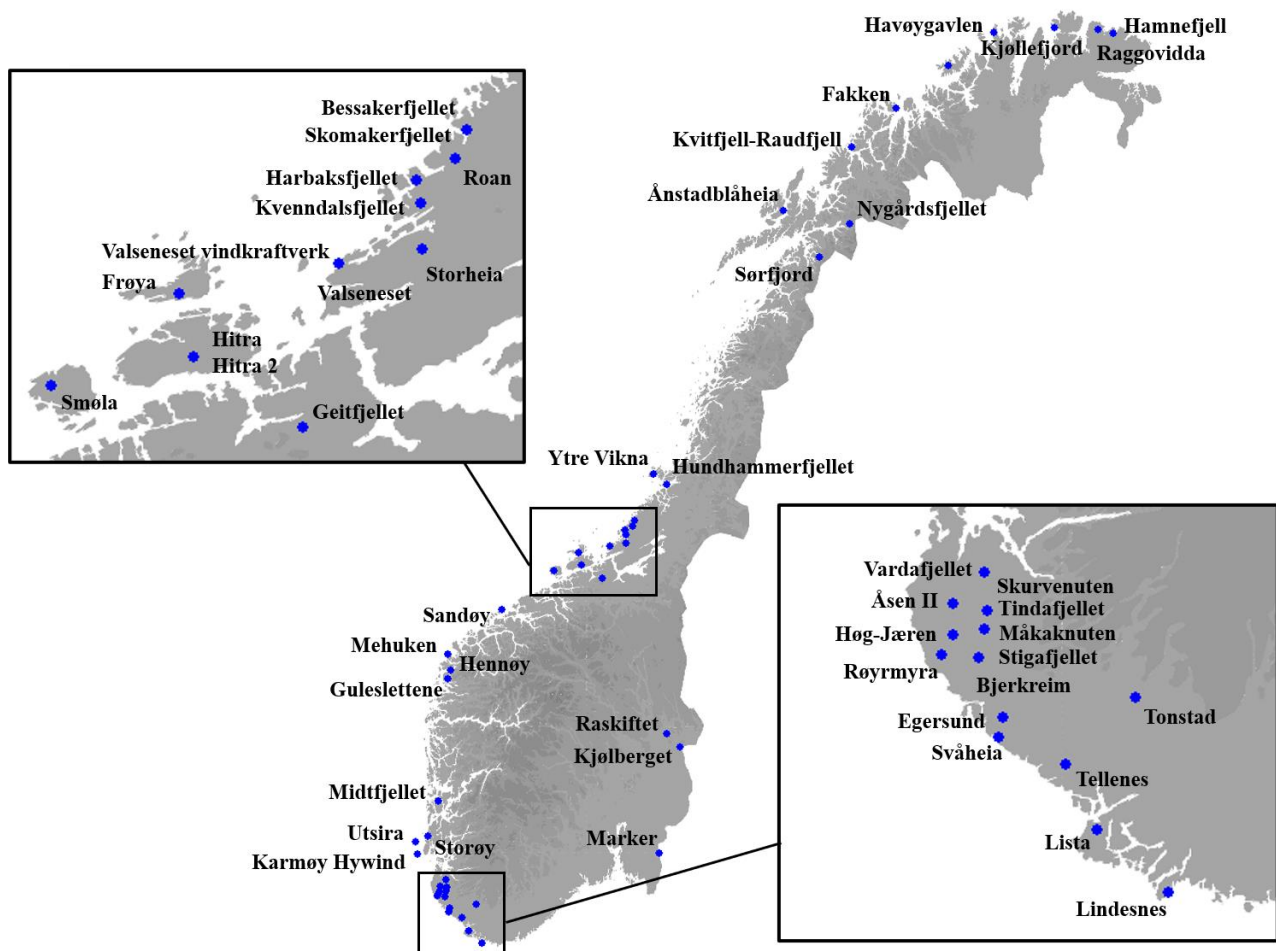 Havøygavlen
Hamnefjell
Kjøllefjord
Raggovidda
Fakken
Kvitfjell-Raudfjell
Ånstadblåheia
Nygårdsfjellet
Sørfjord
Bessakerfjellet
Skomakerfjellet
Roan
Harbaksfjellet
Kvenndalsfjellet
Valseneset vindkraftverk
Storheia
Frøya
Valseneset
Hitra
Hitra 2
Smøla
Geitfjellet
Ytre Vikna
Hundhammerfjellet
Sandøy
Mehuken
Hennøy
Guleslettene
Raskiftet
Kjølberget
Midtfjellet
Utsira
Storøy
Karmøy Hywind
Marker
Vardafjellet
Skurvenuten
Åsen II
Tindafjellet
Høg-Jæren
Måkaknuten
Røyrmyra
Stigafjellet
Bjerkreim
Egersund
Tonstad
Svåheia
Tellenes
Lista
Lindesnes